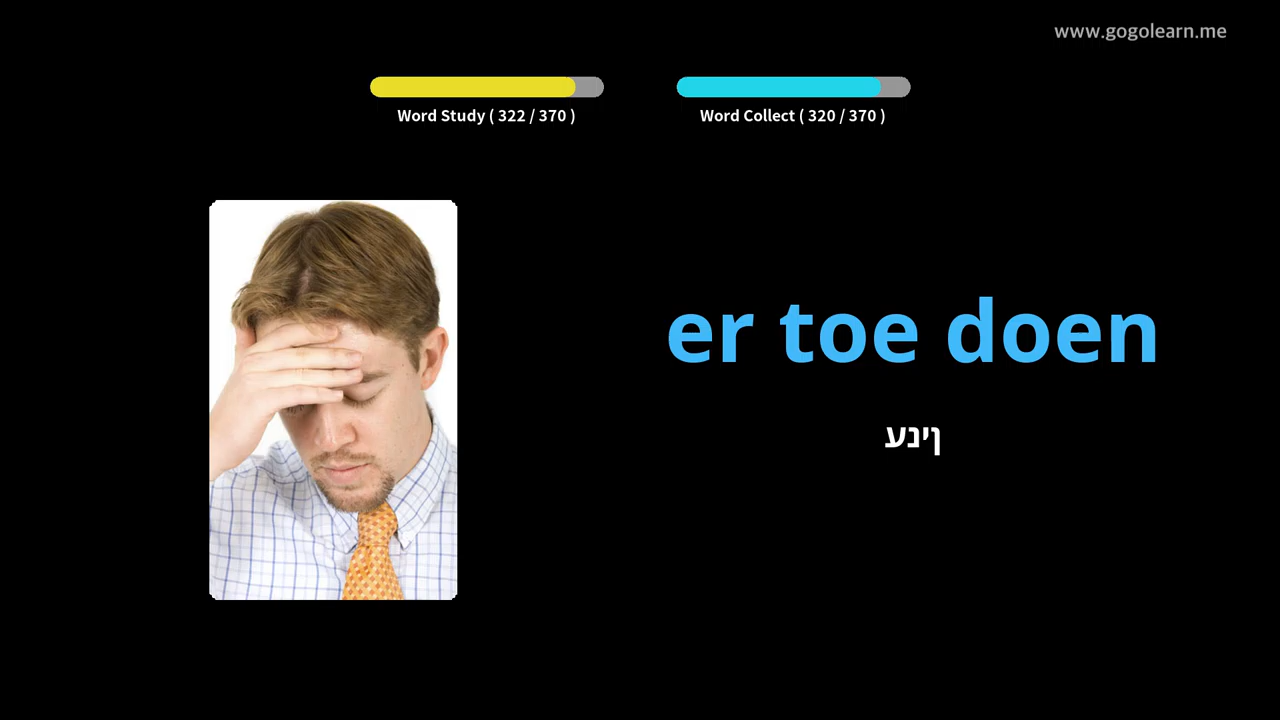 www.gogolearn.me
Word Study ( 322 / 370 )
Word Collect ( 320 / 370 )
er toe doen
ןינע